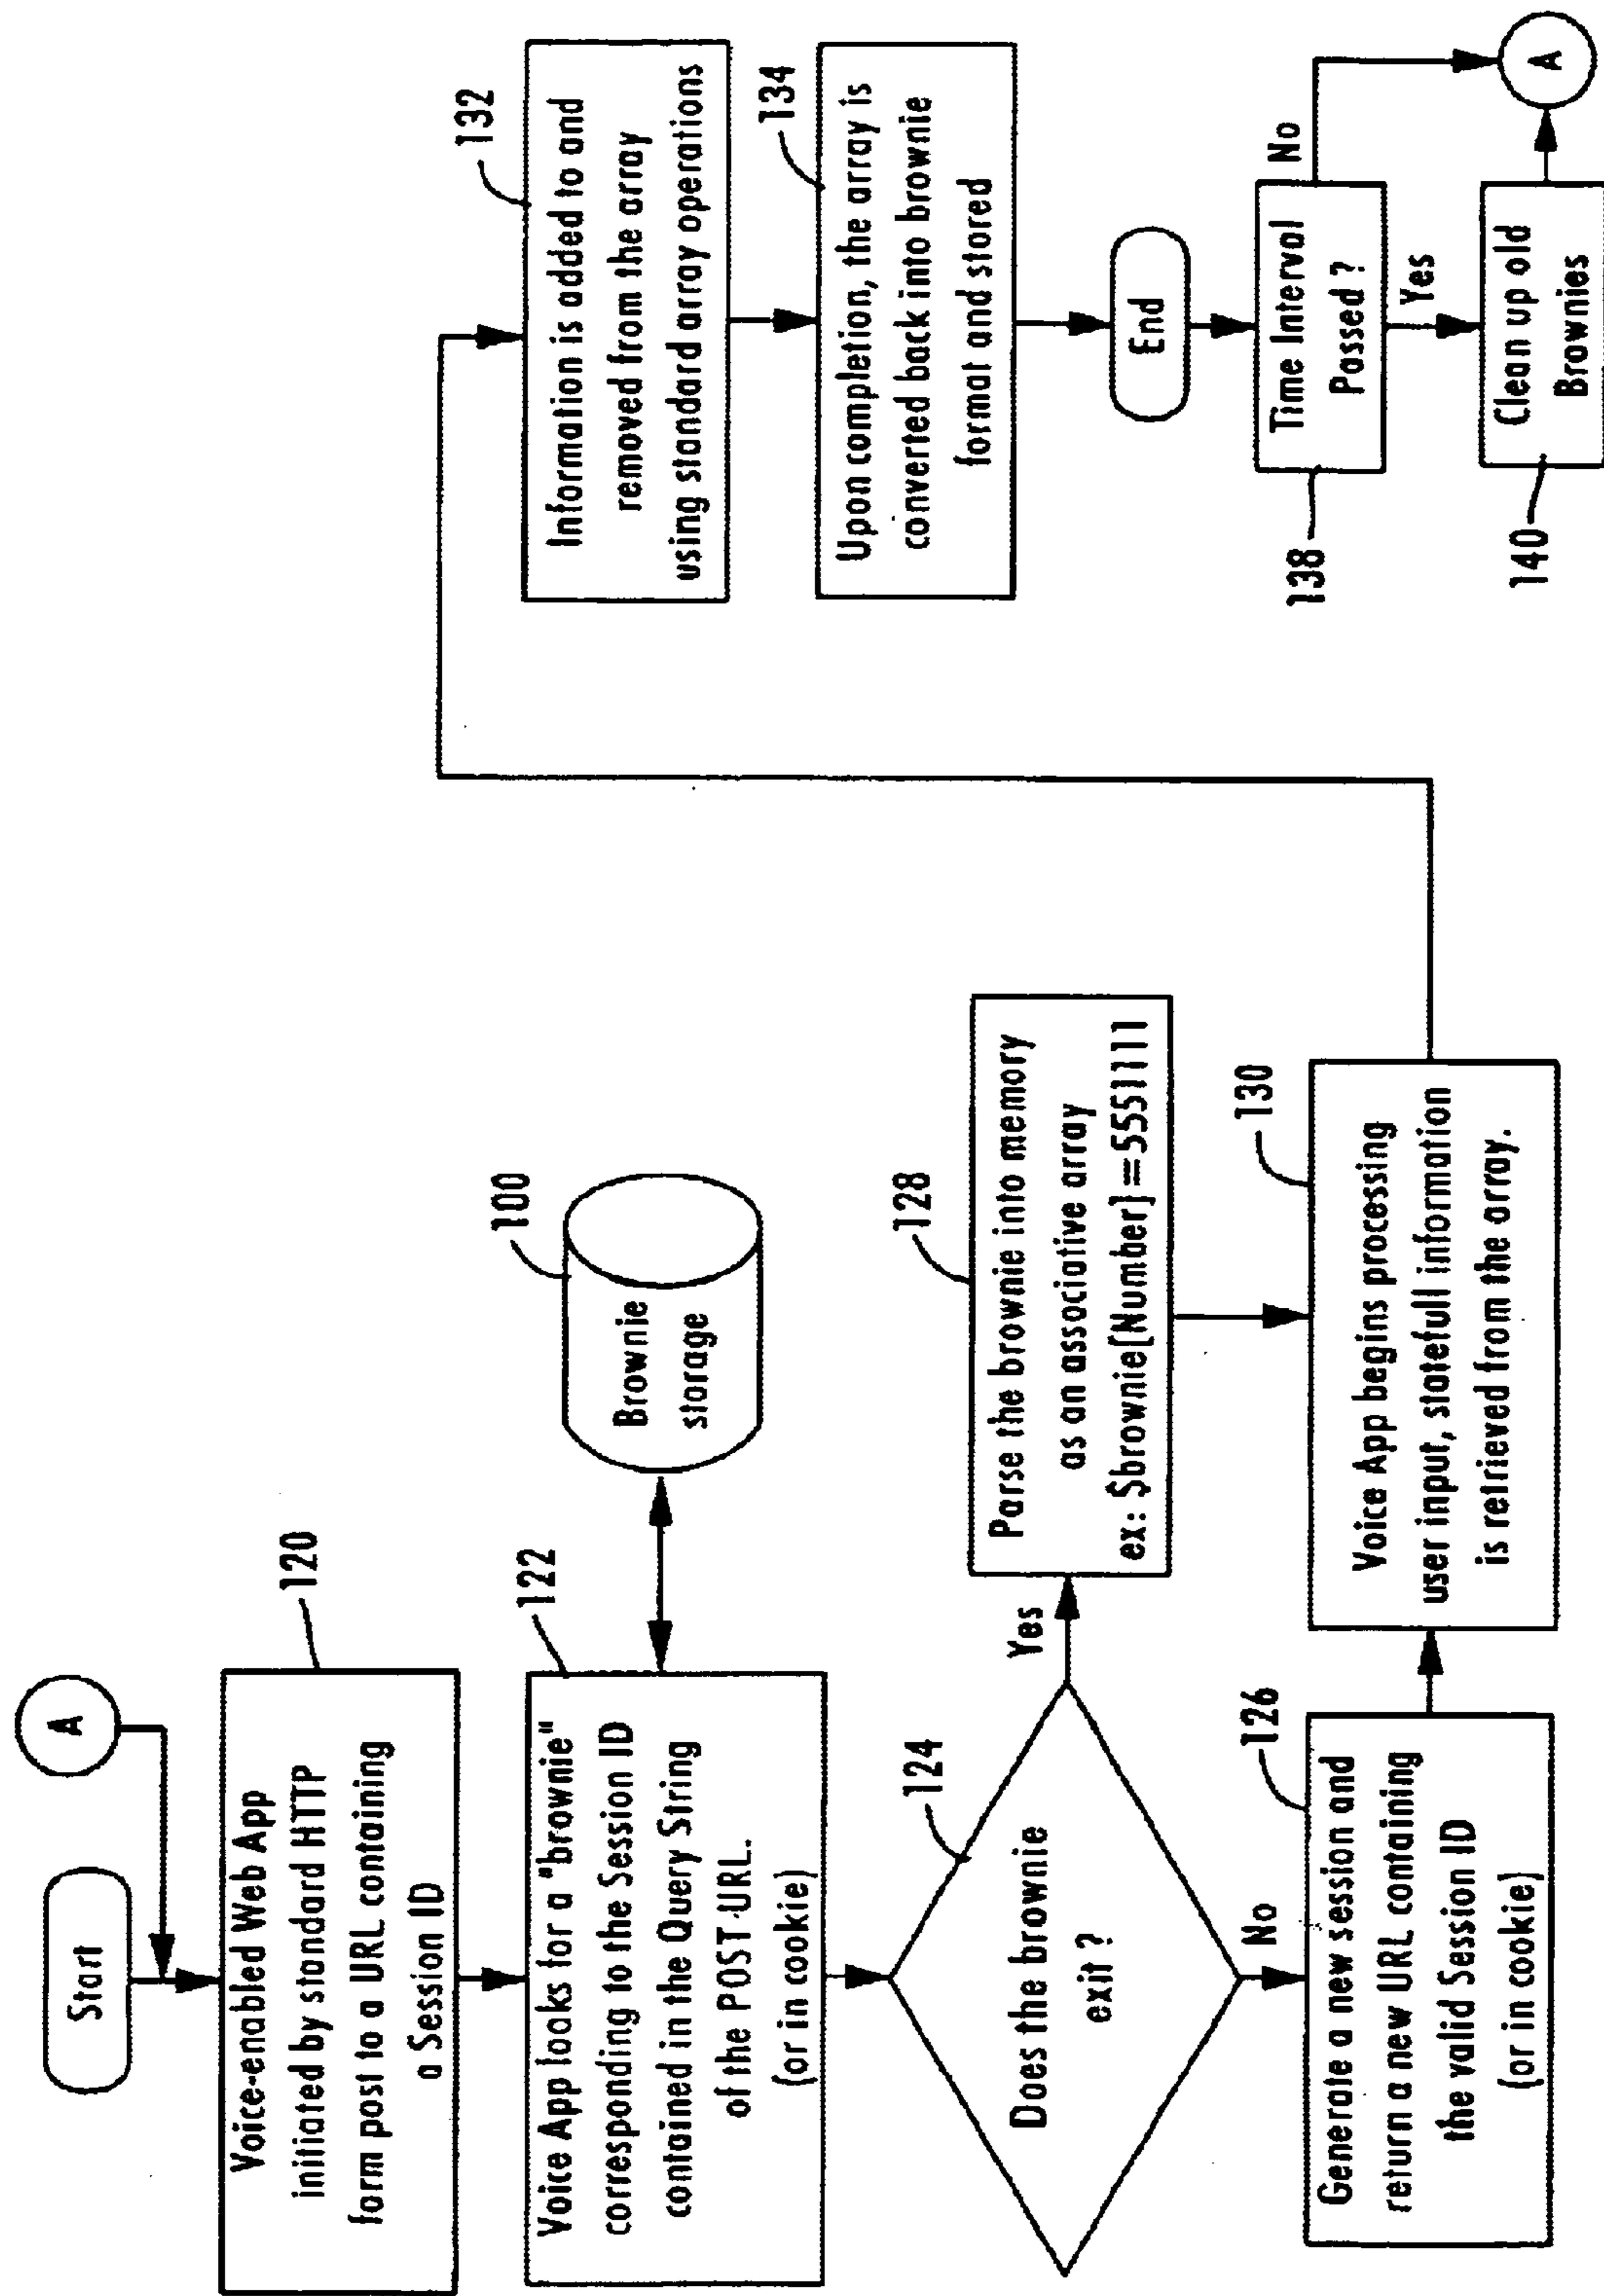 Start
A
120
Voice-enabled Web App
initiated by standard HTTP
form post to a URL containing
a Session ID
122
Voice App looks for a "brownie"
corresponding to the Session ID
contained in the Query String
of the POST URL.
(or in cookie)
100
Brownie
storage
124
Does the brownie
exit?
Yes
No
126
Generate a new session and
return a new URL containing
the valid Session ID
(or in cookie)
128
Parse the brownie into memory
as an associative array
ex: $brownie[Number]==5551111
130
Voice App begins processing
user input, statefull information
is retrieved from the array.
132
Information is added to and
removed from the array
using standard array operations
134
Upon completion, the array is
converted back into brownie
format and stored
End
138
Time Interval
Passed?
No
Yes
140
Clean up old
Brownies
A